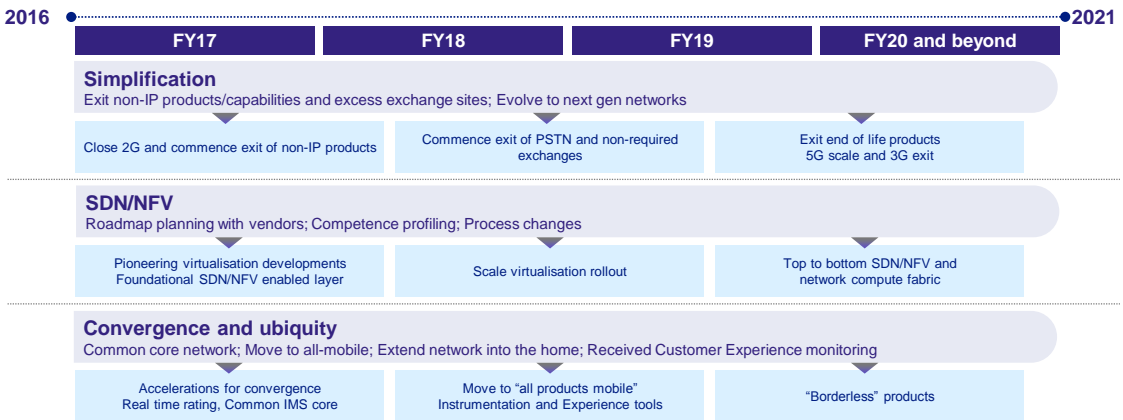 2016
2021
FY17
FY18
FY19
FY20 and beyond
Simplification
Exit non-IP products/capabilities and excess exchange sites; Evolve to next gen networks
Close 2G and commence exit of non-IP products
Commence exit of PSTN and non-required
exchanges
Exit end of life products
5G scale and 3G exit
SDN/NFV
Roadmap planning with vendors; Competence profiling; Process changes
Pioneering virtualisation developments
Foundational SDN/NFV enabled layer
Scale virtualisation rollout
Top to bottom SDN/NFV and
network compute fabric
Convergence and ubiquity
Common core network; Move to all-mobile; Extend network into the home; Received Customer Experience monitoring
Accelerations for convergence
Real time rating, Common IMS core
Move to “all products mobile”
Instrumentation and Experience tools
“Borderless” products